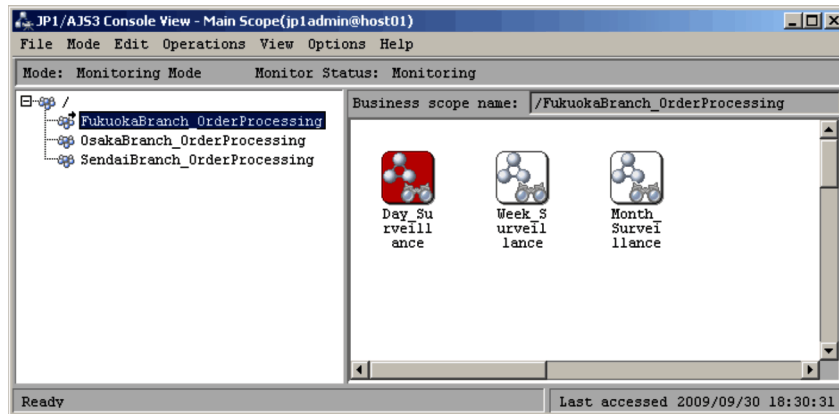 JP1/AJS3 Console View - Main Scope(jp1admin@host01)
File Mode Edit Operations View Options Help
Mode: Monitoring Mode Monitor Status: Monitoring
/
FukuokaBranch_OrderProcessing
OsakaBranch_OrderProcessing
SendaiBranch_OrderProcessing
Business scope name: /FukuokaBranch_OrderProcessing
Day_Su
rveill
ance
Week_S
urveil
lance
Month_
Survei
llance
Ready
Last accessed 2009/09/30 18:30:31